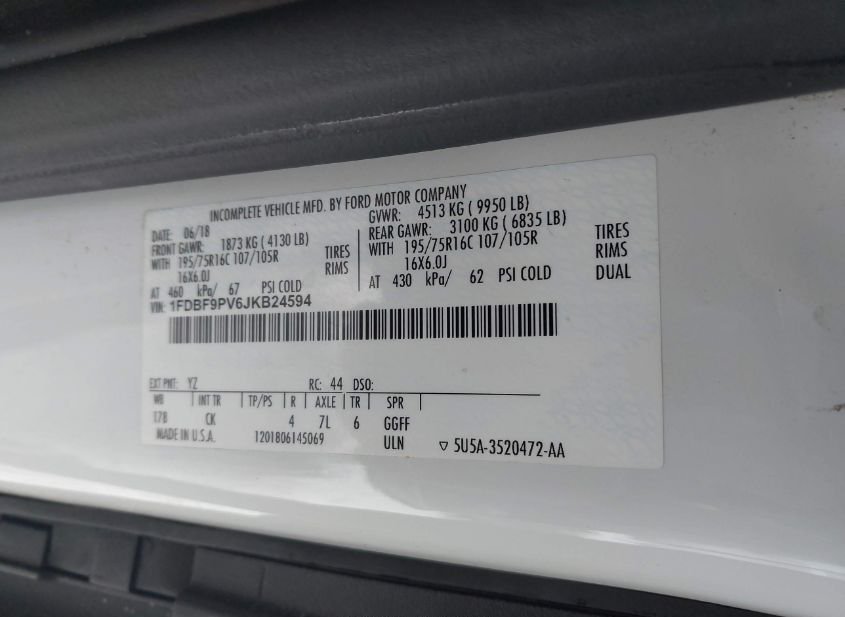 INCOMPLETE VEHICLE MFD. BY FORD MOTOR COMPANY
DATE: 06/18 GVWR: 4513 KG ( 9950 LB)
FRONT GAWR: 1873 KG ( 4130 LB) REAR GAWR: 3100 KG ( 6835 LB)
WITH 195/75R16C 107/105R TIRES WITH 195/75R16C 107/105R TIRES
16X6.0J RIMS 16X6.0J RIMS
AT 460 kPa/ 67 PSI COLD AT 430 kPa/ 62 PSI COLD DUAL
VIN: 1FDBF9PV6JKB24594
EXT PNT: YZ RC: 44 DSO:
WB INT TR TP/PS R AXLE TR SPR
178 CK 4 7L 6 GGFF
MADE IN U.S.A. 1201806145069 ULN ▽ 5U5A-3520472-AA